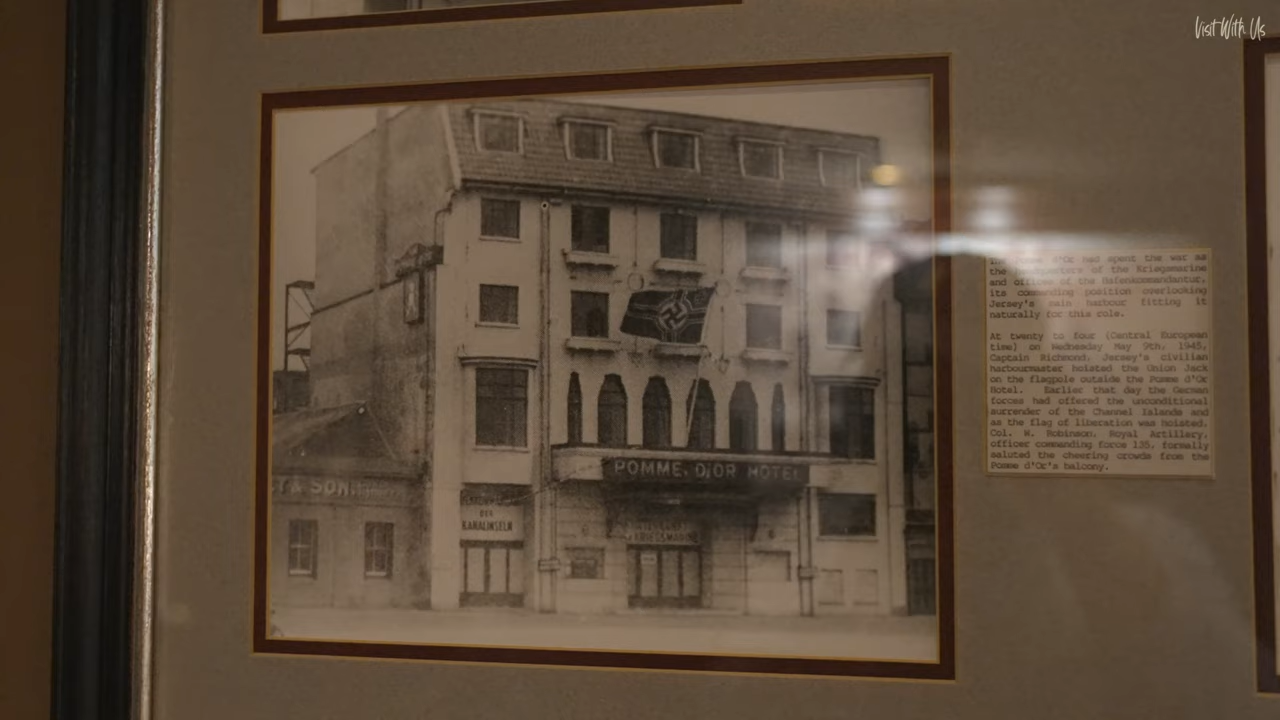 Visit With Us
Pomme d'Or had spent the war as
the headquarters of the Kriegsmarine
and offices of the Hafenkommandantur,
its commanding position overlooking
Jersey's main harbour fitting it
naturally for this role.
At twenty to four (Central European
time) on Wednesday May 9th, 1945,
Captain Richmond, Jersey's civilian
harbourmaster hoisted the Union Jack
on the flagpole outside the Pomme d'Or
Hotel. Earlier that day the German
forces had offered the unconditional
surrender of the Channel Islands and
as the flag of liberation was hoisted,
Col. W. Robinson, Royal Artillery,
officer commanding force 135, formally
saluted the cheering crowds from the
Pomme d'Or's balcony.
POMME. D'OR HOTEL
& SON.
DER
KANALINSELN
KRIEGSMARINE